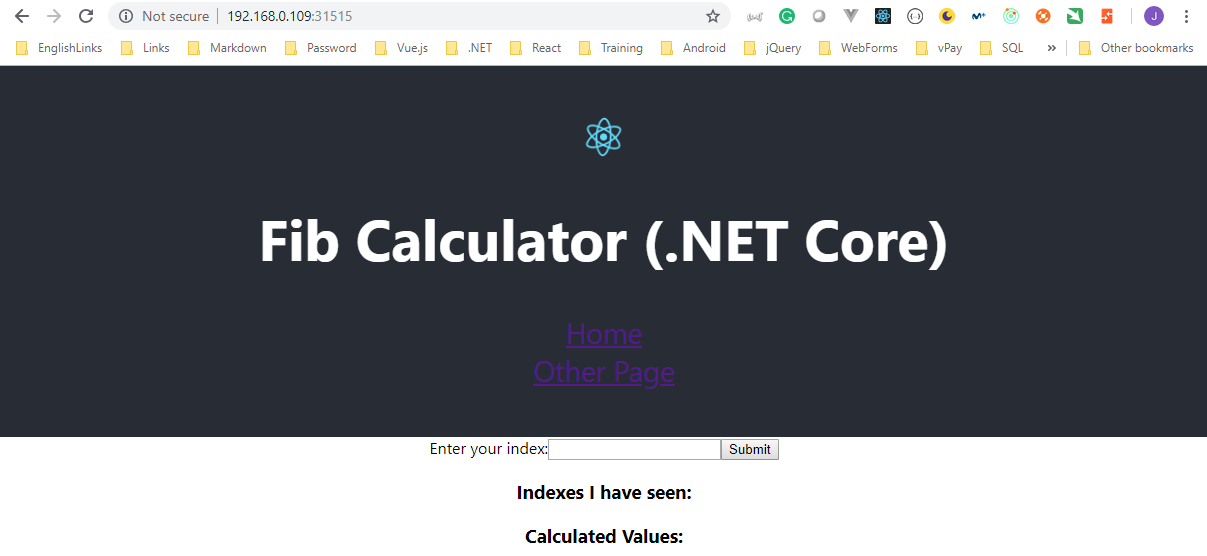 Not secure | 192.168.0.109:31515
EnglishLinks Links Markdown Password Vue.js .NET React Training Android jQuery WebForms vPay SQL » Other bookmarks
Fib Calculator (.NET Core)
Home
Other Page
Enter your index: Submit
Indexes I have seen:
Calculated Values: